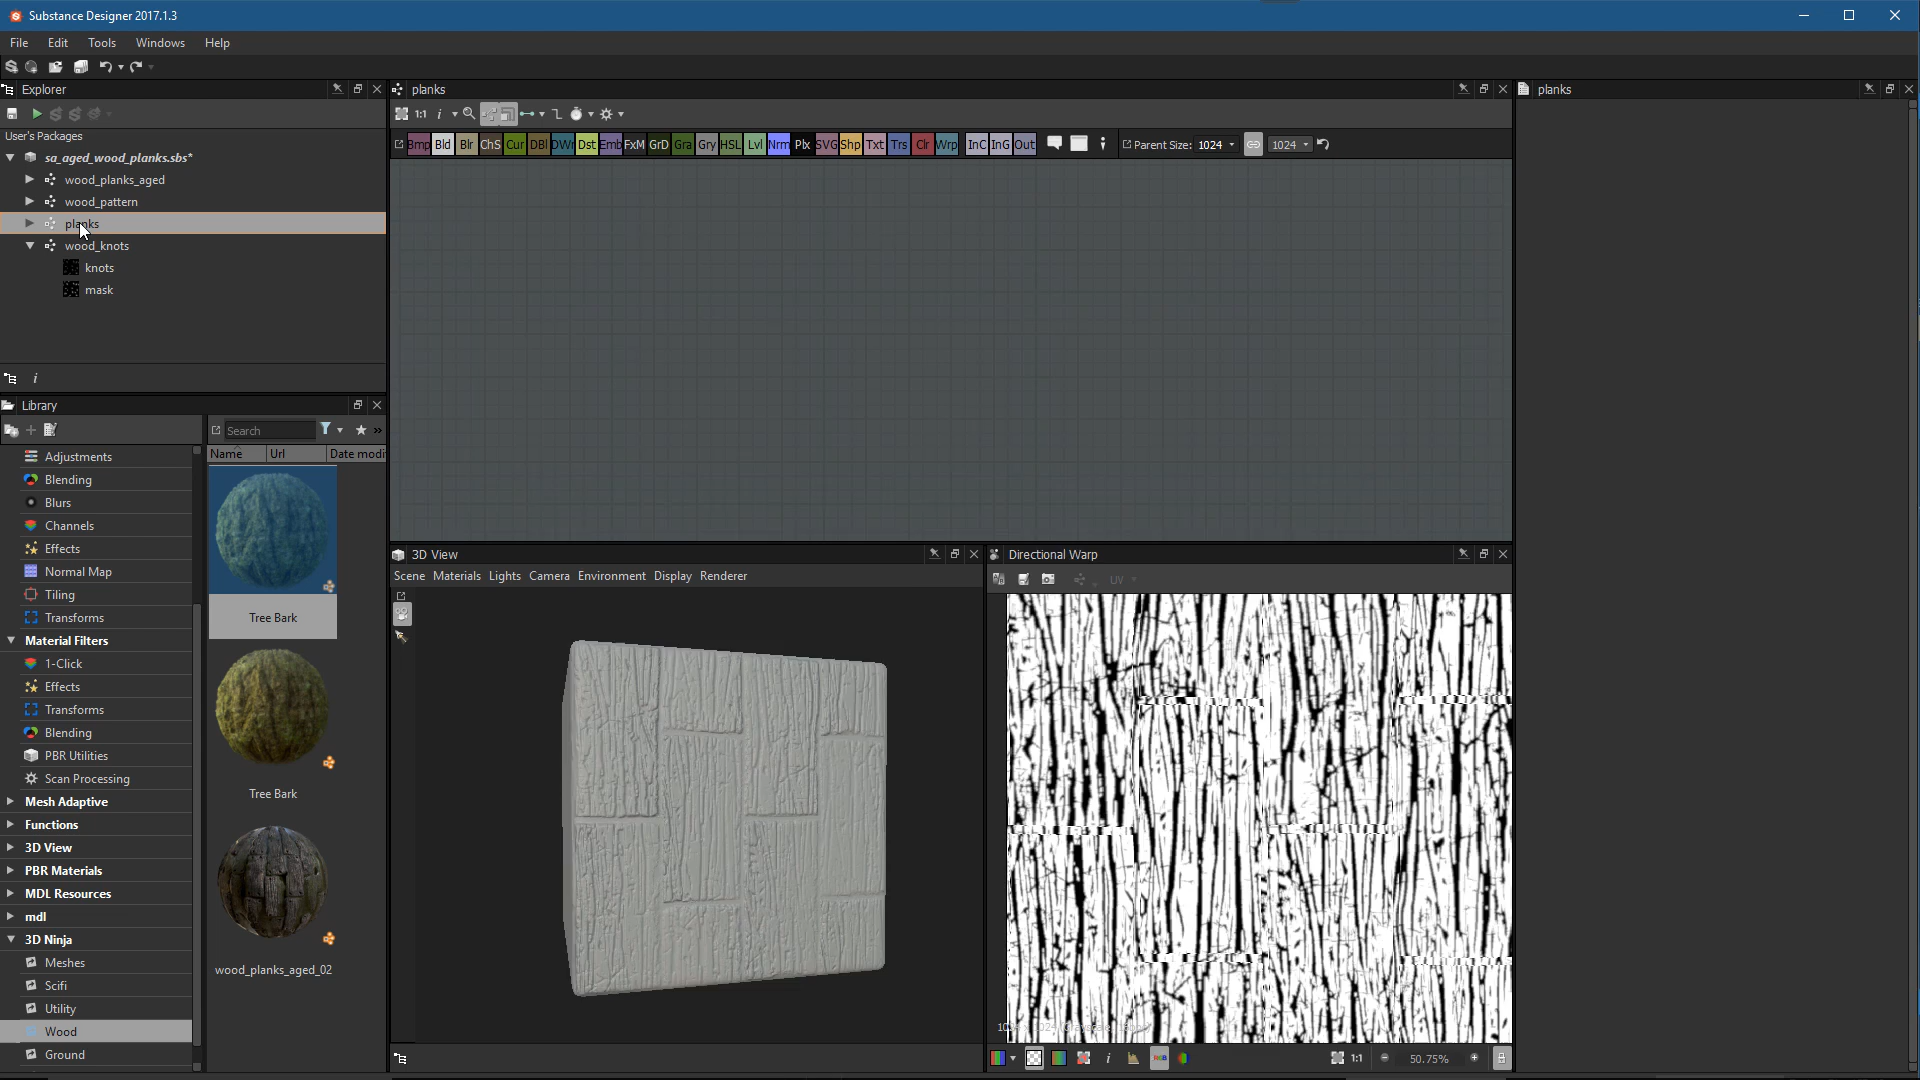 Substance Designer 2017.1.3
File Edit Tools Windows Help
Explorer
planks
planks
1:1
User's Packages
Bmp Bld Blr ChS Cur DBl DWr Dst Emb FxM GrD Gra Gry HSL Lvl Nrm Plx SVG Shp Txt Trs Clr Wrp InC InG Out
Parent Size: 1024 1024
sa_aged_wood_planks.sbs*
wood_planks_aged
wood_pattern
planks
wood_knots
knots
mask
Library
Search
Name Url Date modi
Adjustments
Blending
Blurs
Channels
Effects
Normal Map
Tiling
Transforms
Material Filters
1-Click
Effects
Transforms
Blending
PBR Utilities
Scan Processing
Mesh Adaptive
Functions
3D View
PBR Materials
MDL Resources
mdl
3D Ninja
Meshes
Scifi
Utility
Wood
Ground
Tree Bark
Tree Bark
wood_planks_aged_02
3D View
Scene Materials Lights Camera Environment Display Renderer
Directional Warp
UV
1:1
50.75%